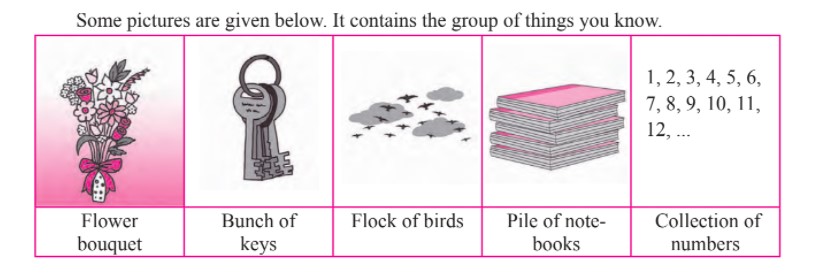 Some pictures are given below. It contains the group of things you know.
1, 2, 3, 4, 5, 6,
7, 8, 9, 10, 11,
12, ...
Flower
bouquet
Bunch of
keys
Flock of birds
Pile of note-
books
Collection of
numbers